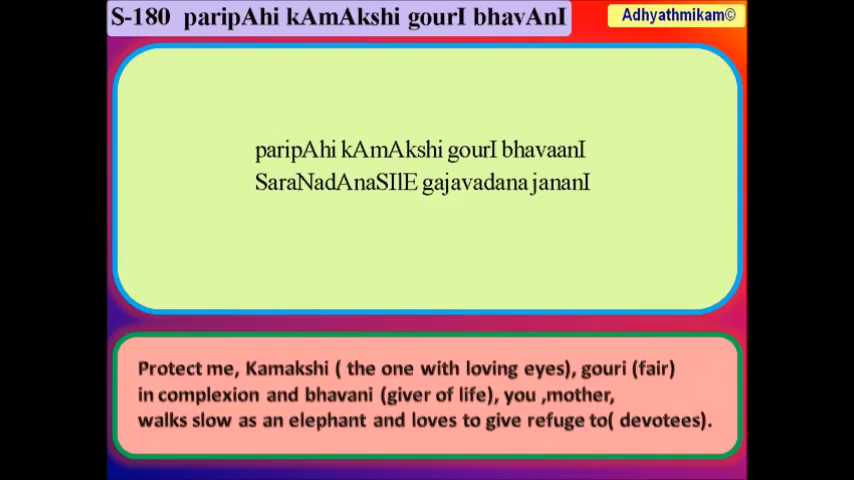 S-180 paripAhi kAmAkshi gourI bhavAnI
Adhyathmikam©
paripAhi kAmAkshi gourI bhavaanI
SaraNadAnaSIlE gajavadana jananI
Protect me, Kamakshi ( the one with loving eyes), gouri (fair)
in complexion and bhavani (giver of life), you ,mother,
walks slow as an elephant and loves to give refuge to( devotees).